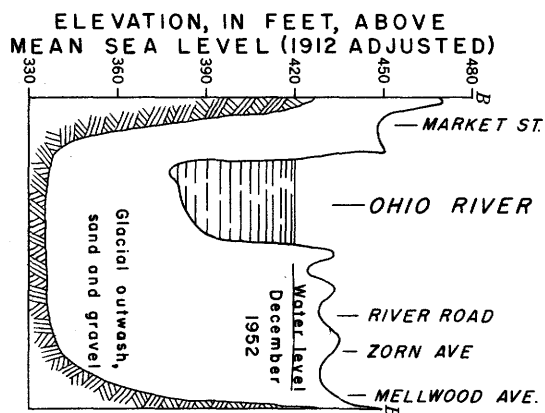 ELEVATION, IN FEET, ABOVE
MEAN SEA LEVEL (1912 ADJUSTED)
330 360 390 420 450 480
B
MARKET ST.
OHIO RIVER
Glacial outwash,
sand and gravel
Water level
December
1952
RIVER ROAD
ZORN AVE
MELLWOOD AVE.